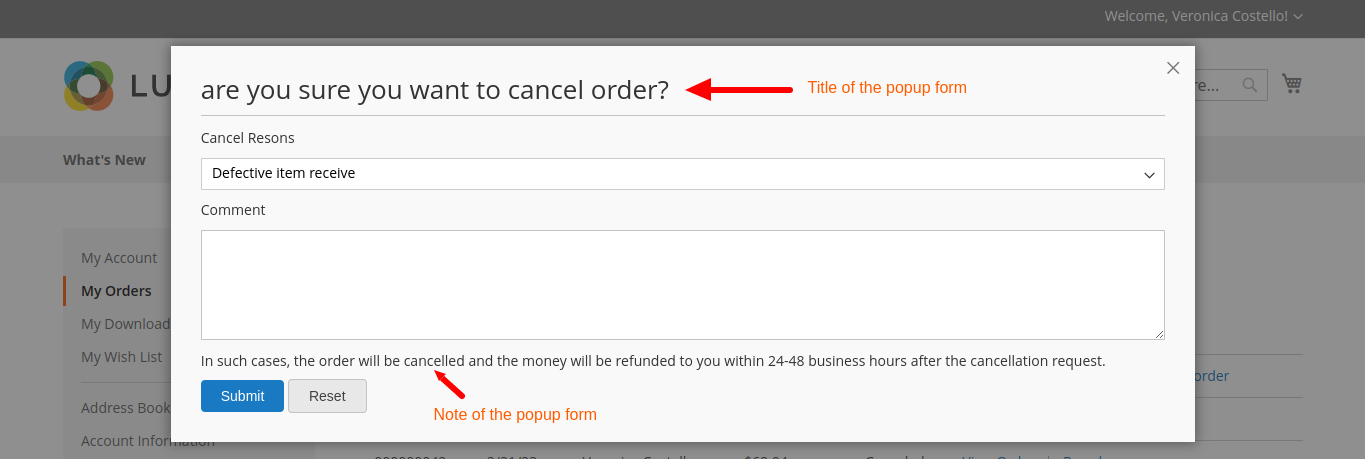 Welcome, Veronica Costello!
LU
are you sure you want to cancel order?
Title of the popup form
re...
Cancel Resons
What's New
Defective item receive
Comment
My Account
My Orders
My Download
My Wish List
In such cases, the order will be cancelled and the money will be refunded to you within 24-48 business hours after the cancellation request.
order
Submit
Reset
Address Book
Note of the popup form
Account Information